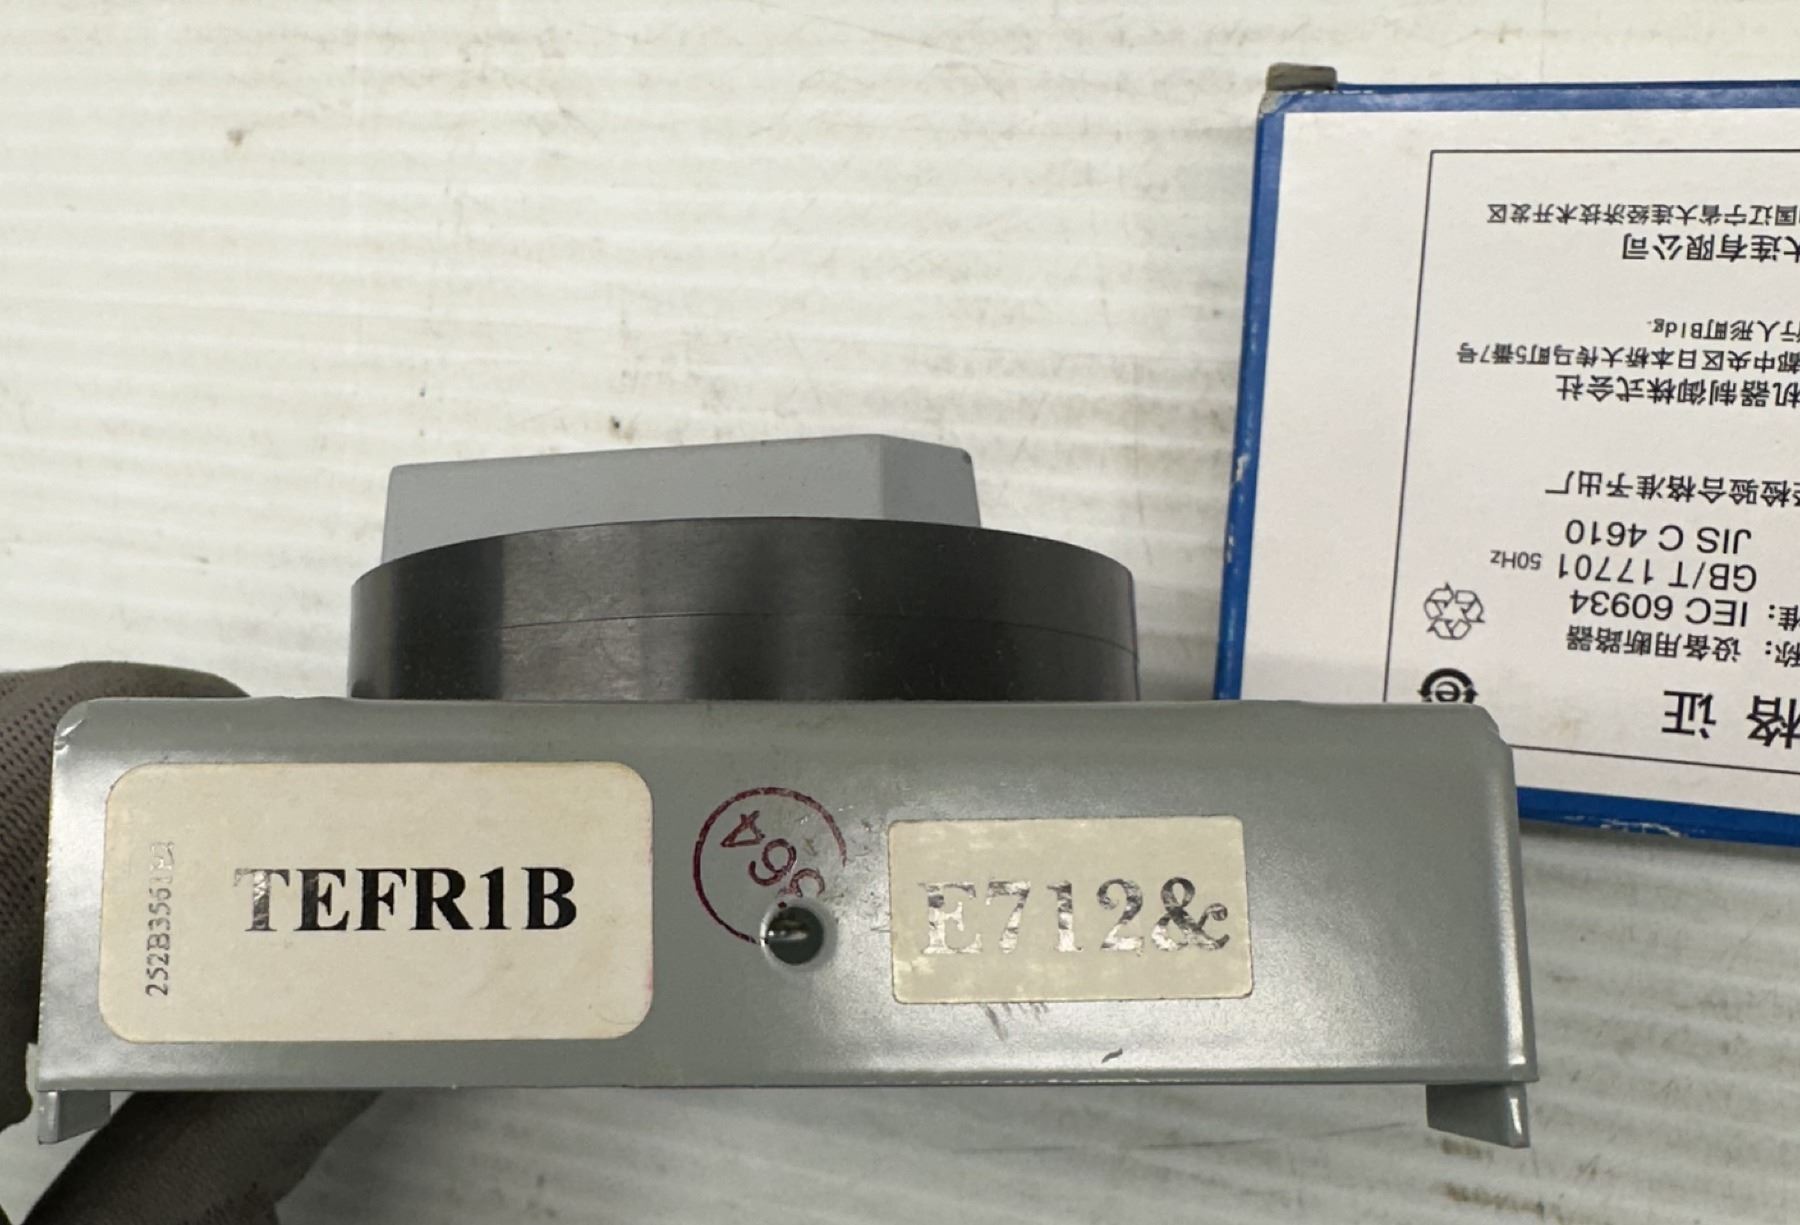 TEFR1B
E712&
564
格证
称：设备用断路器
准：IEC 60934
GB/T 17701 50Hz
JIS C 4610
检验合格准予出厂
机器制御株式会社
都中央区日本桥大传马町5番7号
行人形町Bldg.
大连有限公司
国辽宁省大连经济技术开发区